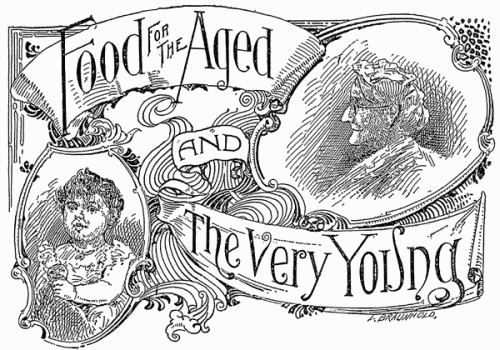 Food FOR THE Aged
AND
The Very Young
L. BRAUNHOLD.